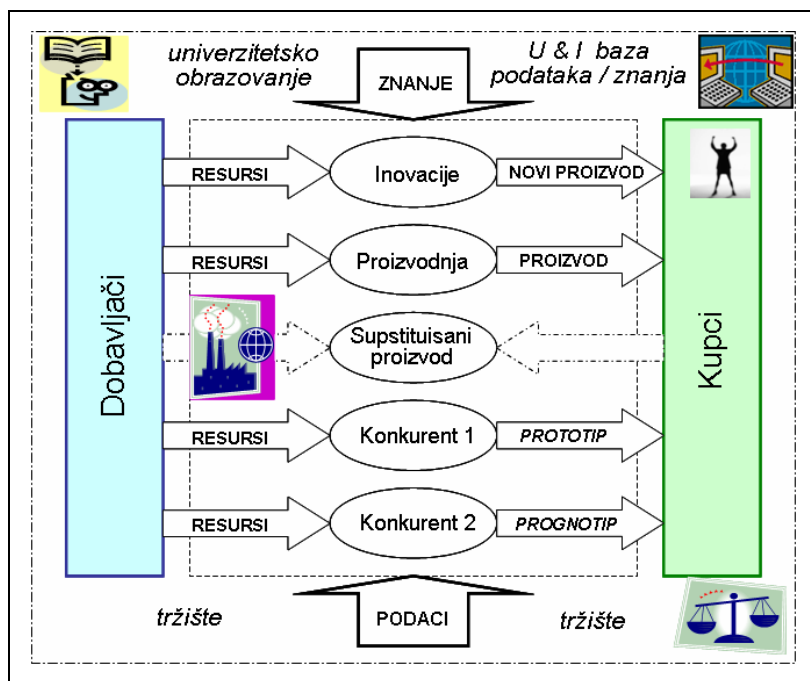 univerzitetsko
obrazovanje
ZNANJE
U & I baza
podataka / znanja
Dobavljači
RESURSI
Inovacije
NOVI PROIZVOD
RESURSI
Proizvodnja
PROIZVOD
Supstituisani
proizvod
RESURSI
Konkurent 1
PROTOTIP
RESURSI
Konkurent 2
PROGNOTIP
Kupci
tržište
PODACI
tržište